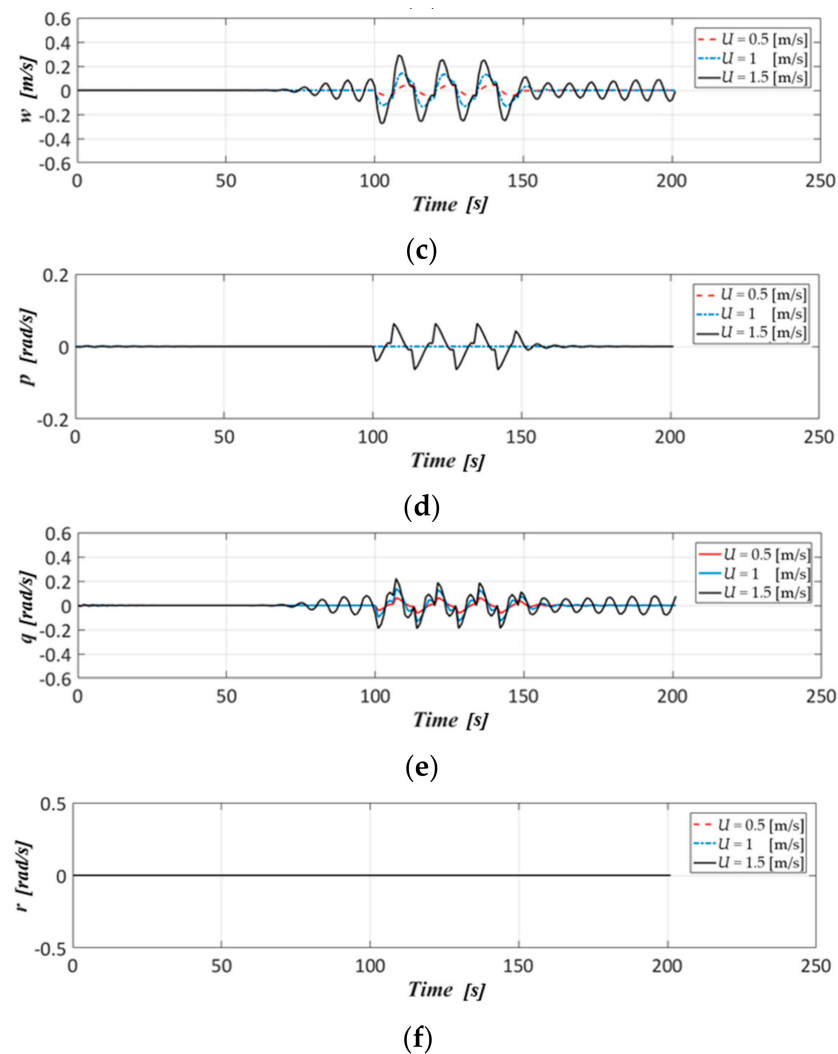 0.6
0.4
0.2
0
-0.2
-0.4
-0.6
w [m/s]
U = 0.5 [m/s]
U = 1 [m/s]
U = 1.5 [m/s]
0 50 100 150 200 250
Time [s]
(c)
0.2
0
-0.2
p [rad/s]
U = 0.5 [m/s]
U = 1 [m/s]
U = 1.5 [m/s]
0 50 100 150 200 250
Time [s]
(d)
0.6
0.4
0.2
0
-0.2
-0.4
-0.6
q [rad/s]
U = 0.5 [m/s]
U = 1 [m/s]
U = 1.5 [m/s]
0 50 100 150 200 250
Time [s]
(e)
0.5
0
-0.5
r [rad/s]
U = 0.5 [m/s]
U = 1 [m/s]
U = 1.5 [m/s]
0 50 100 150 200 250
Time [s]
(f)